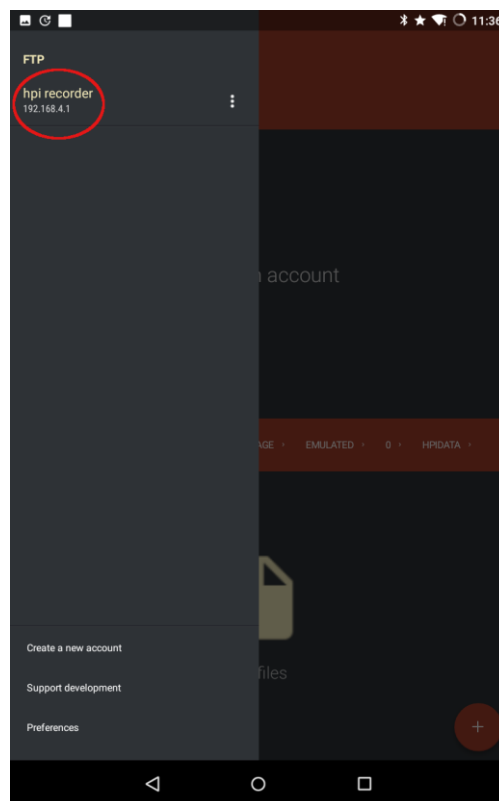 11:36
FTP
hpi recorder
192.168.4.1
account
EMULATED
0
HPIDATA
files
Create a new account
Support development
Preferences